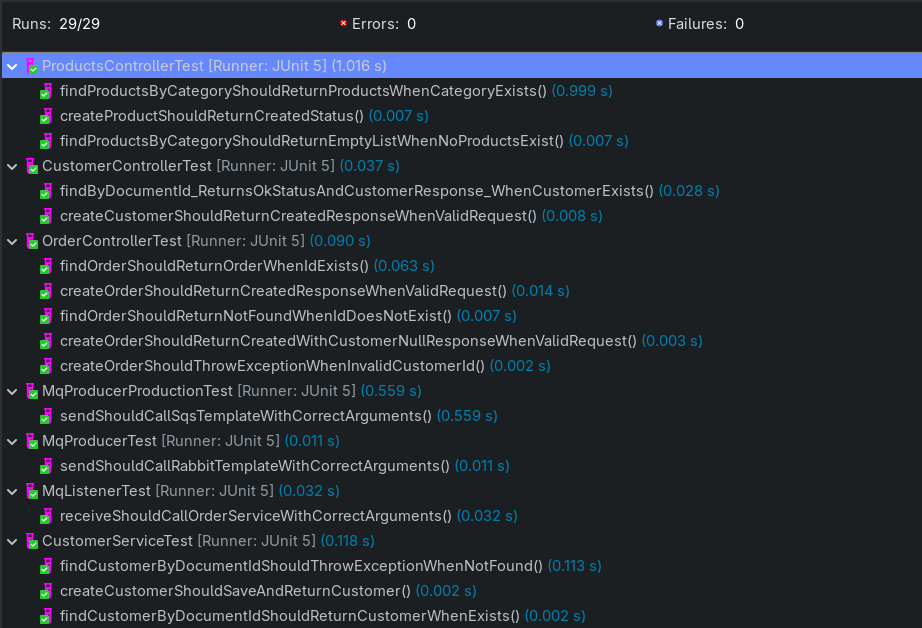 Runs: 29/29 Errors: 0 Failures: 0
ProductsControllerTest [Runner: JUnit 5] (1.016 s)
findProductsByCategoryShouldReturnProductsWhenCategoryExists() (0.999 s)
createProductShouldReturnCreatedStatus() (0.007 s)
findProductsByCategoryShouldReturnEmptyListWhenNoProductsExist() (0.007 s)
CustomerControllerTest [Runner: JUnit 5] (0.037 s)
findByDocumentId_ReturnsOkStatusAndCustomerResponse_WhenCustomerExists() (0.028 s)
createCustomerShouldReturnCreatedResponseWhenValidRequest() (0.008 s)
OrderControllerTest [Runner: JUnit 5] (0.090 s)
findOrderShouldReturnOrderWhenIdExists() (0.063 s)
createOrderShouldReturnCreatedResponseWhenValidRequest() (0.014 s)
findOrderShouldReturnNotFoundWhenIdDoesNotExist() (0.007 s)
createOrderShouldReturnCreatedWithCustomerNullResponseWhenValidRequest() (0.003 s)
createOrderShouldThrowExceptionWhenInvalidCustomerId() (0.002 s)
MqProducerProductionTest [Runner: JUnit 5] (0.559 s)
sendShouldCallSqsTemplateWithCorrectArguments() (0.559 s)
MqProducerTest [Runner: JUnit 5] (0.011 s)
sendShouldCallRabbitTemplateWithCorrectArguments() (0.011 s)
MqListenerTest [Runner: JUnit 5] (0.032 s)
receiveShouldCallOrderServiceWithCorrectArguments() (0.032 s)
CustomerServiceTest [Runner: JUnit 5] (0.118 s)
findCustomerByDocumentIdShouldThrowExceptionWhenNotFound() (0.113 s)
createCustomerShouldSaveAndReturnCustomer() (0.002 s)
findCustomerByDocumentIdShouldReturnCustomerWhenExists() (0.002 s)